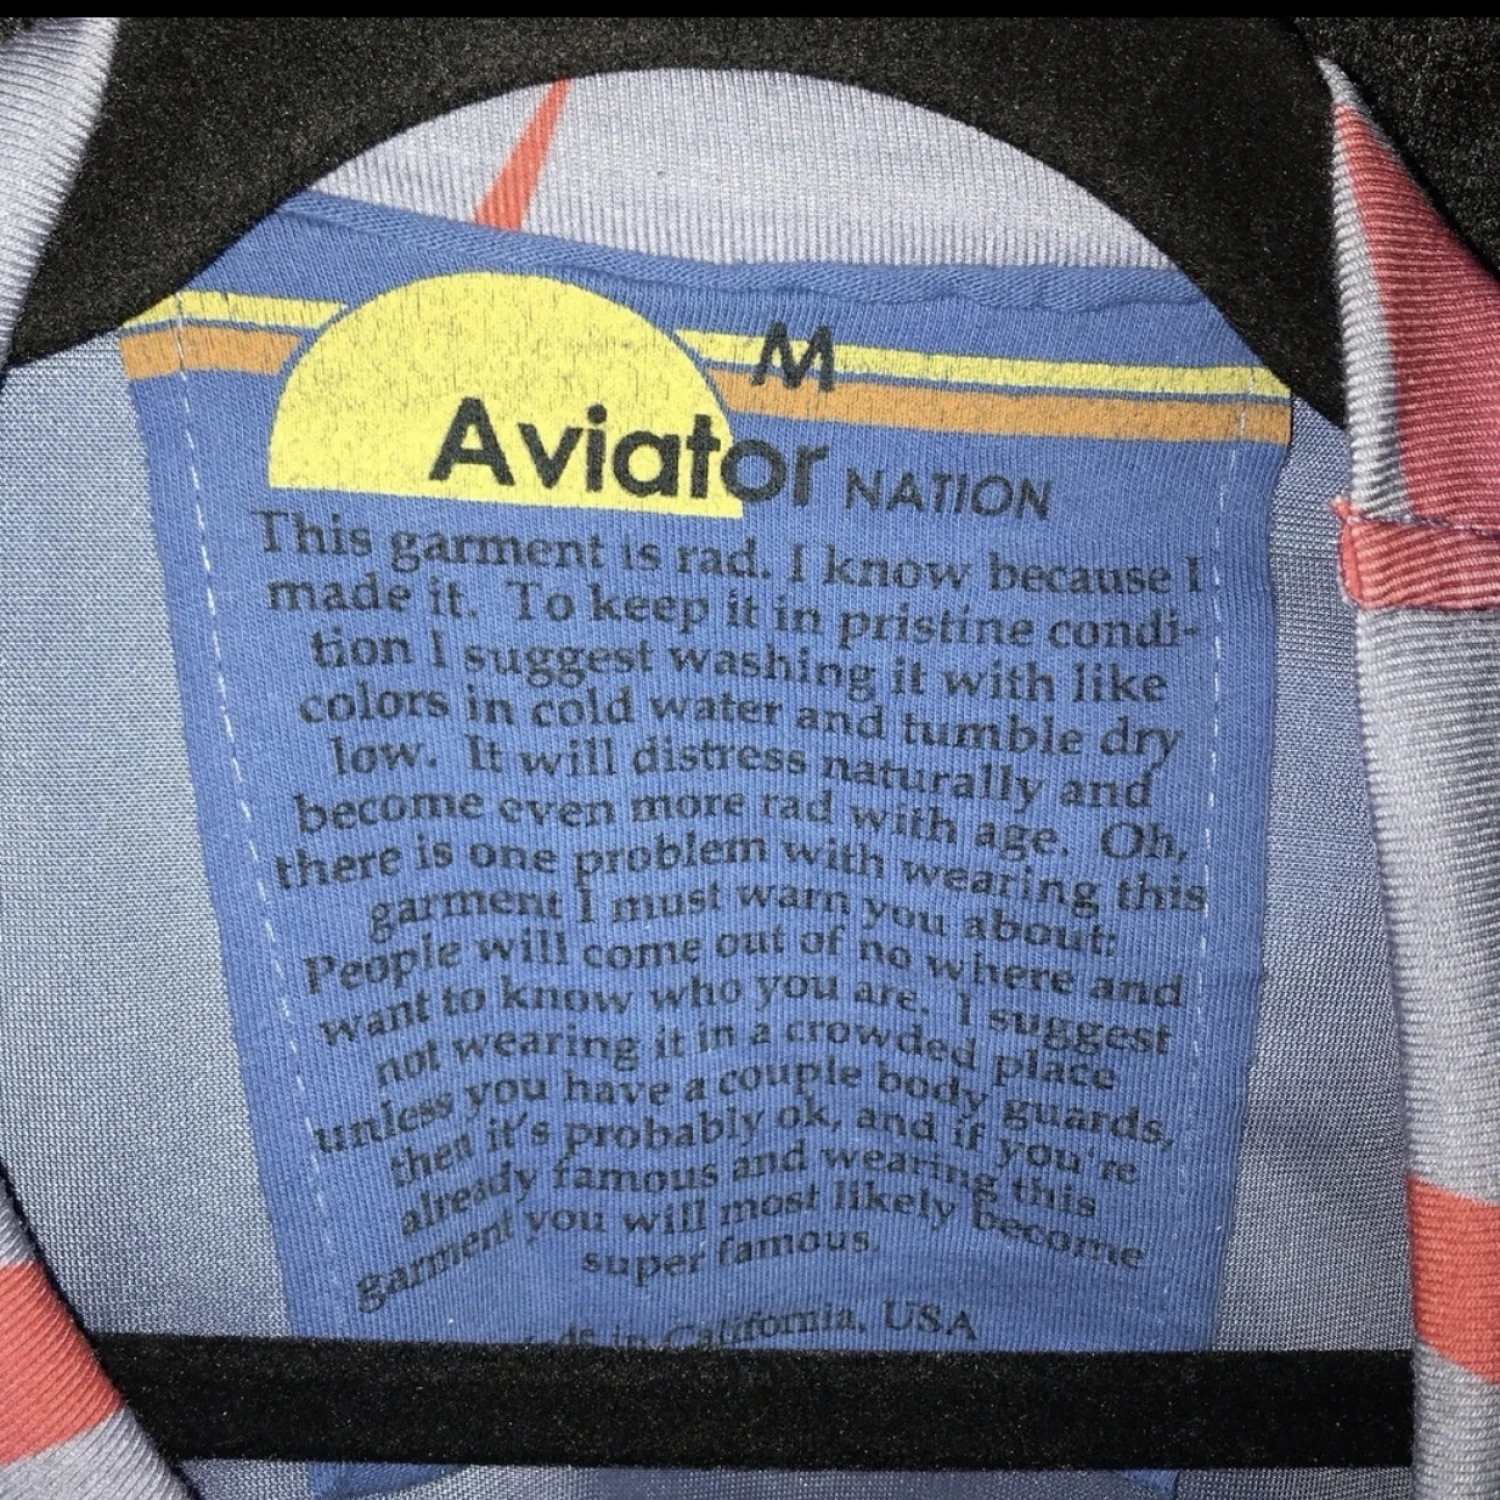 M
Aviator NATION
This garment is rad. I know because I
made it. To keep it in pristine condi-
tion I suggest washing it with like
colors in cold water and tumble dry
low. It will distress naturally and
become even more rad with age. Oh,
there is one problem with wearing this
garment I must warn you about:
People will come out of no where and
want to know who you are. I suggest
not wearing it in a crowded place
unless you have a couple body guards,
then it's probably ok, and if you're
already famous and wearing this
garment you will most likely become
super famous.
in California, USA